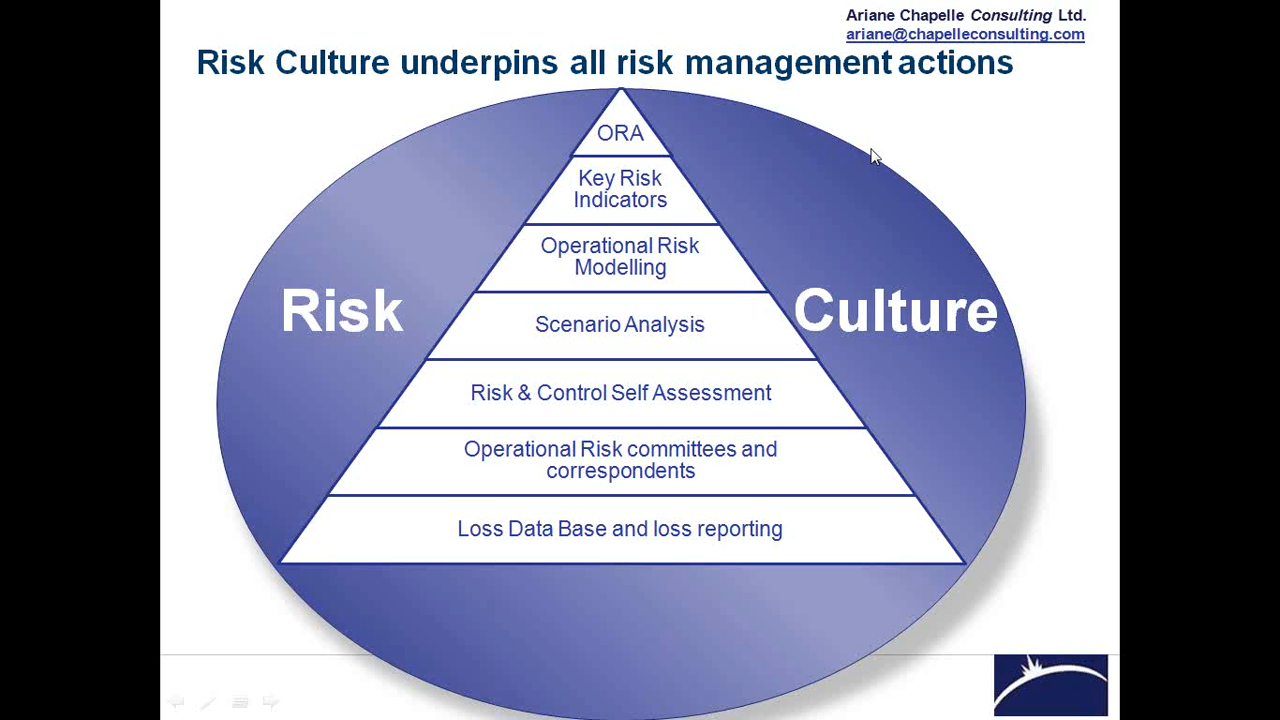 Ariane Chapelle Consulting Ltd.
ariane@chapelleconsulting.com
Risk Culture underpins all risk management actions
ORA
Key Risk
Indicators
Operational Risk
Modelling
Risk
Culture
Scenario Analysis
Risk & Control Self Assessment
Operational Risk committees and
correspondents
Loss Data Base and loss reporting